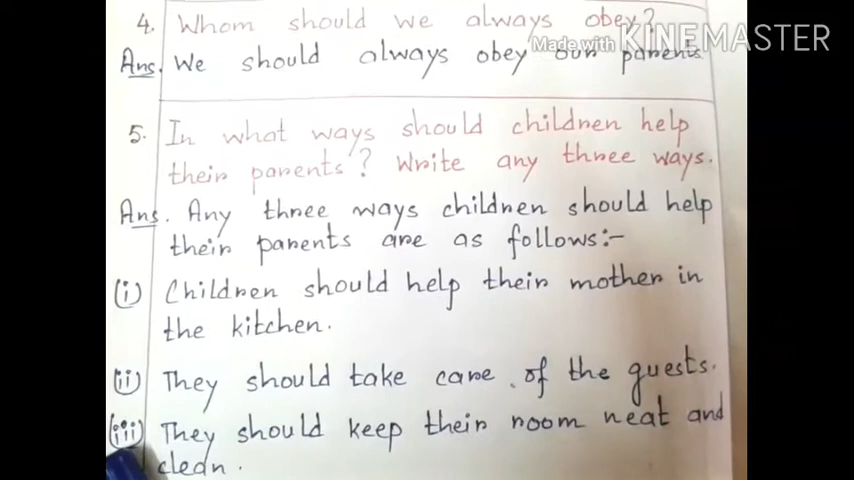 4. Whom should we always obey?
Made with KINEMASTER
Ans. We should always obey our parents
5. In what ways should children help
their parents? Write any three ways.
Ans. Any three ways children should help
their parents are as follows:-
(i) Children should help their mother in
the kitchen.
(ii) They should take care of the guests.
(iii) They should keep their room neat and
clean.